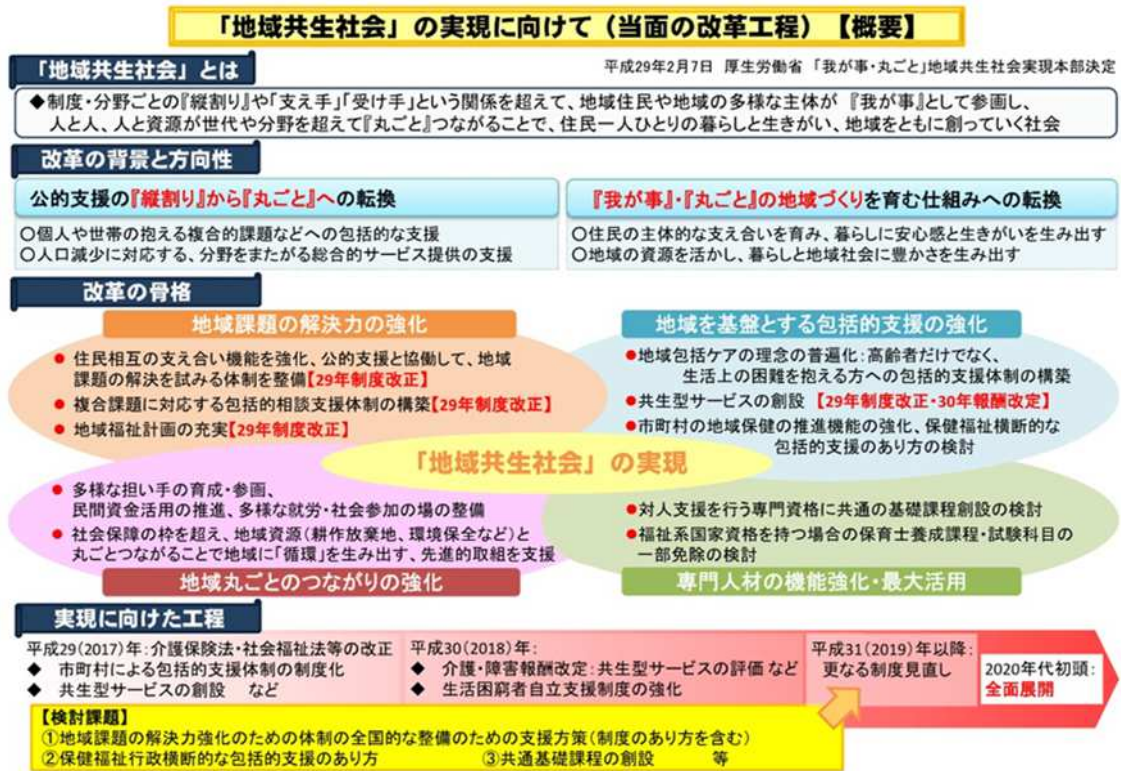 「地域共生社会」の実現に向けて（当面の改革工程）【概要】
「地域共生社会」とは
平成29年2月7日 厚生労働省 「我が事・丸ごと」地域共生社会実現本部決定
◆制度・分野ごとの『縦割り』や「支え手」「受け手」という関係を超えて、地域住民や地域の多様な主体が 『我が事』として参画し、
人と人、人と資源が世代や分野を超えて『丸ごと』つながることで、住民一人ひとりの暮らしと生きがい、地域をともに創っていく社会
改革の背景と方向性
公的支援の『縦割り』から『丸ごと』への転換
○個人や世帯の抱える複合的課題などへの包括的な支援
○人口減少に対応する、分野をまたがる総合的サービス提供の支援
『我が事』・『丸ごと』の地域づくりを育む仕組みへの転換
○住民の主体的な支え合いを育み、暮らしに安心感と生きがいを生み出す
○地域の資源を活かし、暮らしと地域社会に豊かさを生み出す
改革の骨格
地域課題の解決力の強化
● 住民相互の支え合い機能を強化、公的支援と協働して、地域
課題の解決を試みる体制を整備【29年制度改正】
● 複合課題に対応する包括的相談支援体制の構築【29年制度改正】
● 地域福祉計画の充実【29年制度改正】
地域を基盤とする包括的支援の強化
●地域包括ケアの理念の普遍化：高齢者だけでなく、
生活上の困難を抱える方への包括的支援体制の構築
●共生型サービスの創設 【29年制度改正・30年報酬改定】
●市町村の地域保健の推進機能の強化、保健福祉横断的な
包括的支援のあり方の検討
「地域共生社会」の実現
● 多様な担い手の育成・参画、
民間資金活用の推進、多様な就労・社会参加の場の整備
● 社会保障の枠を超え、地域資源（耕作放棄地、環境保全など）と
丸ごとつながることで地域に「循環」を生み出す、先進的取組を支援
地域丸ごとのつながりの強化
●対人支援を行う専門資格に共通の基礎課程創設の検討
●福祉系国家資格を持つ場合の保育士養成課程・試験科目の
一部免除の検討
専門人材の機能強化・最大活用
実現に向けた工程
平成29（2017）年：介護保険法・社会福祉法等の改正
◆ 市町村による包括的支援体制の制度化
◆ 共生型サービスの創設 など
平成30（2018）年：
◆ 介護・障害報酬改定：共生型サービスの評価 など
◆ 生活困窮者自立支援制度の強化
平成31（2019）年以降：
更なる制度見直し
2020年代初頭：
全面展開
【検討課題】
①地域課題の解決力強化のための体制の全国的な整備のための支援方策（制度のあり方を含む）
②保健福祉行政横断的な包括的支援のあり方 ③共通基礎課程の創設 等